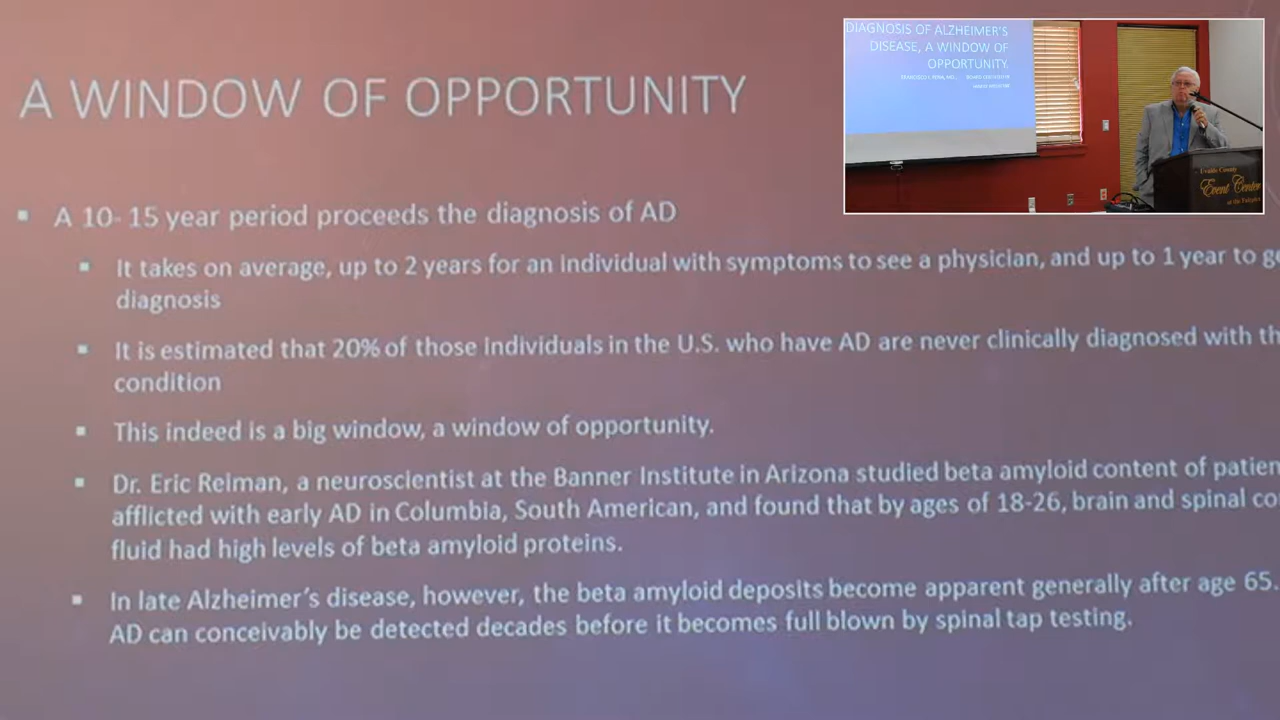 A WINDOW OF OPPORTUNITY
▪ A 10- 15 year period proceeds the diagnosis of AD
▪ It takes on average, up to 2 years for an individual with symptoms to see a physician, and up to 1 year to
diagnosis
▪ It is estimated that 20% of those individuals in the U.S. who have AD are never clinically diagnosed with
condition
▪ This indeed is a big window, a window of opportunity.
▪ Dr. Eric Reiman, a neuroscientist at the Banner Institute in Arizona studied beta amyloid content of
afflicted with early AD in Columbia, South American, and found that by ages of 18-26, brain and spinal
fluid had high levels of beta amyloid proteins.
▪ In late Alzheimer's disease, however, the beta amyloid deposits become apparent generally after age 65.
AD can conceivably be detected decades before it becomes full blown by spinal tap testing.
DIAGNOSIS OF ALZHEIMER'S
DISEASE, A WINDOW OF
OPPORTUNITY.
Uvalde County
Event Center
at the Fairplex